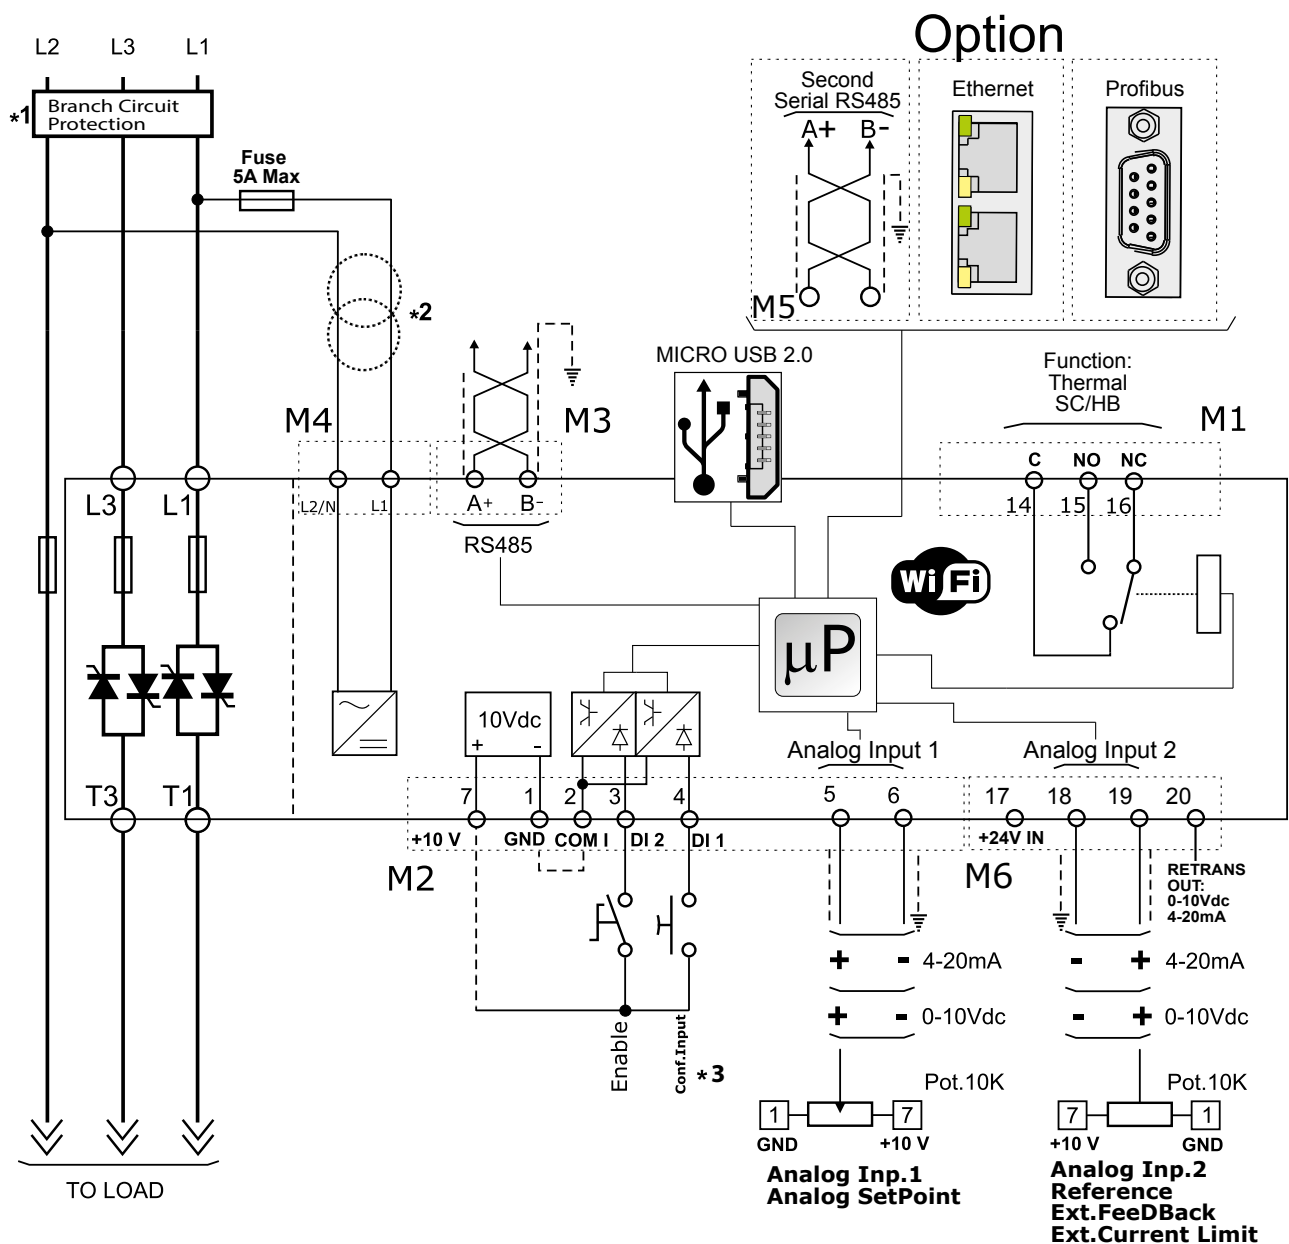 Option
L2 L3 L1
*1
Branch Circuit
Protection
Fuse
5A Max
*2
Second
Serial RS485
A+ B-
M5
Ethernet
Profibus
MICRO USB 2.0
Function:
Thermal
SC/HB
M4
M3
M1
C NO NC
14 15 16
L3 L1
L2/N L1
A+ B-
RS485
Wi Fi
µP
10Vdc
+ -
Analog Input 1
Analog Input 2
T3 T1
7 1 2 3 4 5 6 17 18 19 20
+10 V GND COM I DI 2 DI 1
+24V IN
M2
M6
RETRANS
OUT:
0-10Vdc
4-20mA
+ - 4-20mA
- + 4-20mA
+ - 0-10Vdc
- + 0-10Vdc
Enable
Conf.Input
*3
Pot.10K
Pot.10K
1 7
7 1
GND +10 V
+10 V GND
Analog Inp.1
Analog SetPoint
Analog Inp.2
Reference
Ext.FeeDBack
Ext.Current Limit
TO LOAD